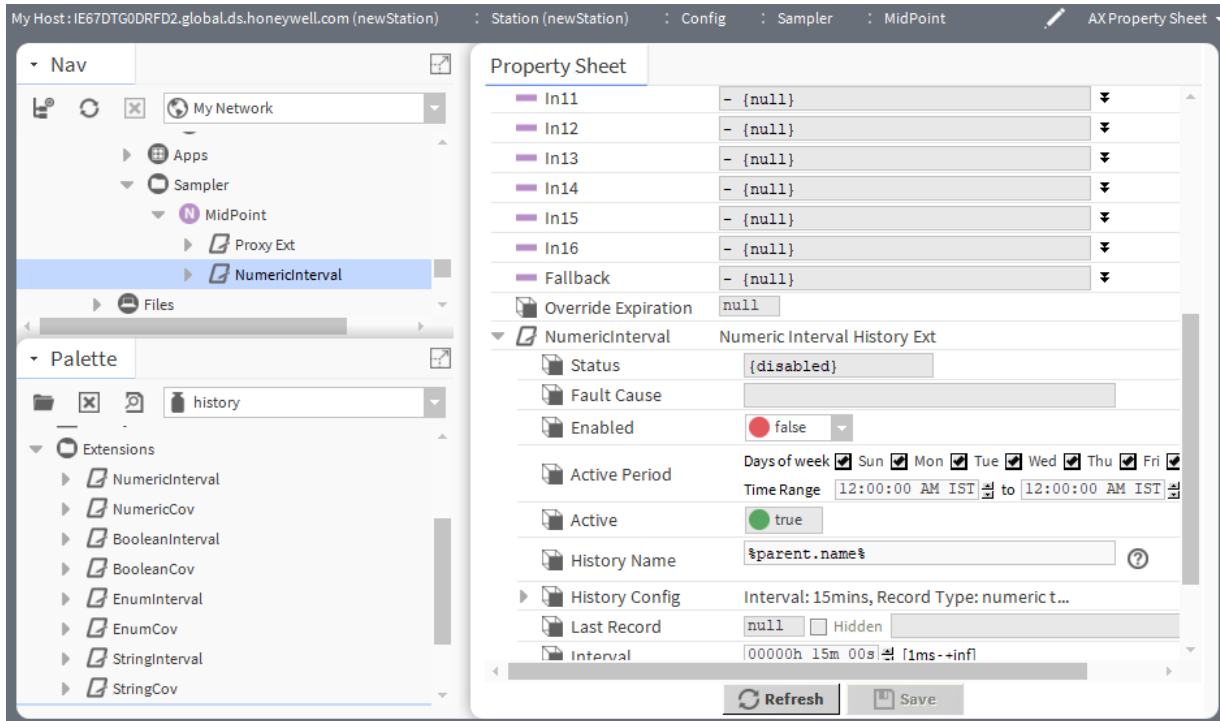 My Host : IE67DTG0DRFD2.global.ds.honeywell.com (newStation) : Station (newStation) : Config : Sampler : MidPoint AX Property Sheet
Nav
My Network
Apps
Sampler
N MidPoint
Proxy Ext
NumericInterval
Files
Palette
history
Extensions
NumericInterval
NumericCov
BooleanInterval
BooleanCov
EnumInterval
EnumCov
StringInterval
StringCov
Property Sheet
In11 - {null}
In12 - {null}
In13 - {null}
In14 - {null}
In15 - {null}
In16 - {null}
Fallback - {null}
Override Expiration null
NumericInterval Numeric Interval History Ext
Status {disabled}
Fault Cause
Enabled false
Active Period Days of week Sun Mon Tue Wed Thu Fri
Time Range 12:00:00 AM IST to 12:00:00 AM IST
Active true
History Name %parent.name%
History Config Interval: 15mins, Record Type: numeric t...
Last Record null Hidden
Interval 00000h 15m 00s [1ms-+inf]
Refresh Save